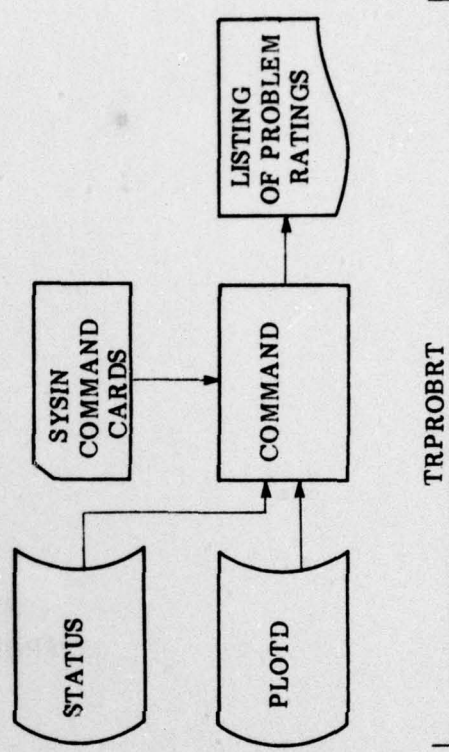 STATUS
PLOTD
SYSIN
COMMAND
CARDS
COMMAND
LISTING
OF PROBLEM
RATINGS
TRPROBRT